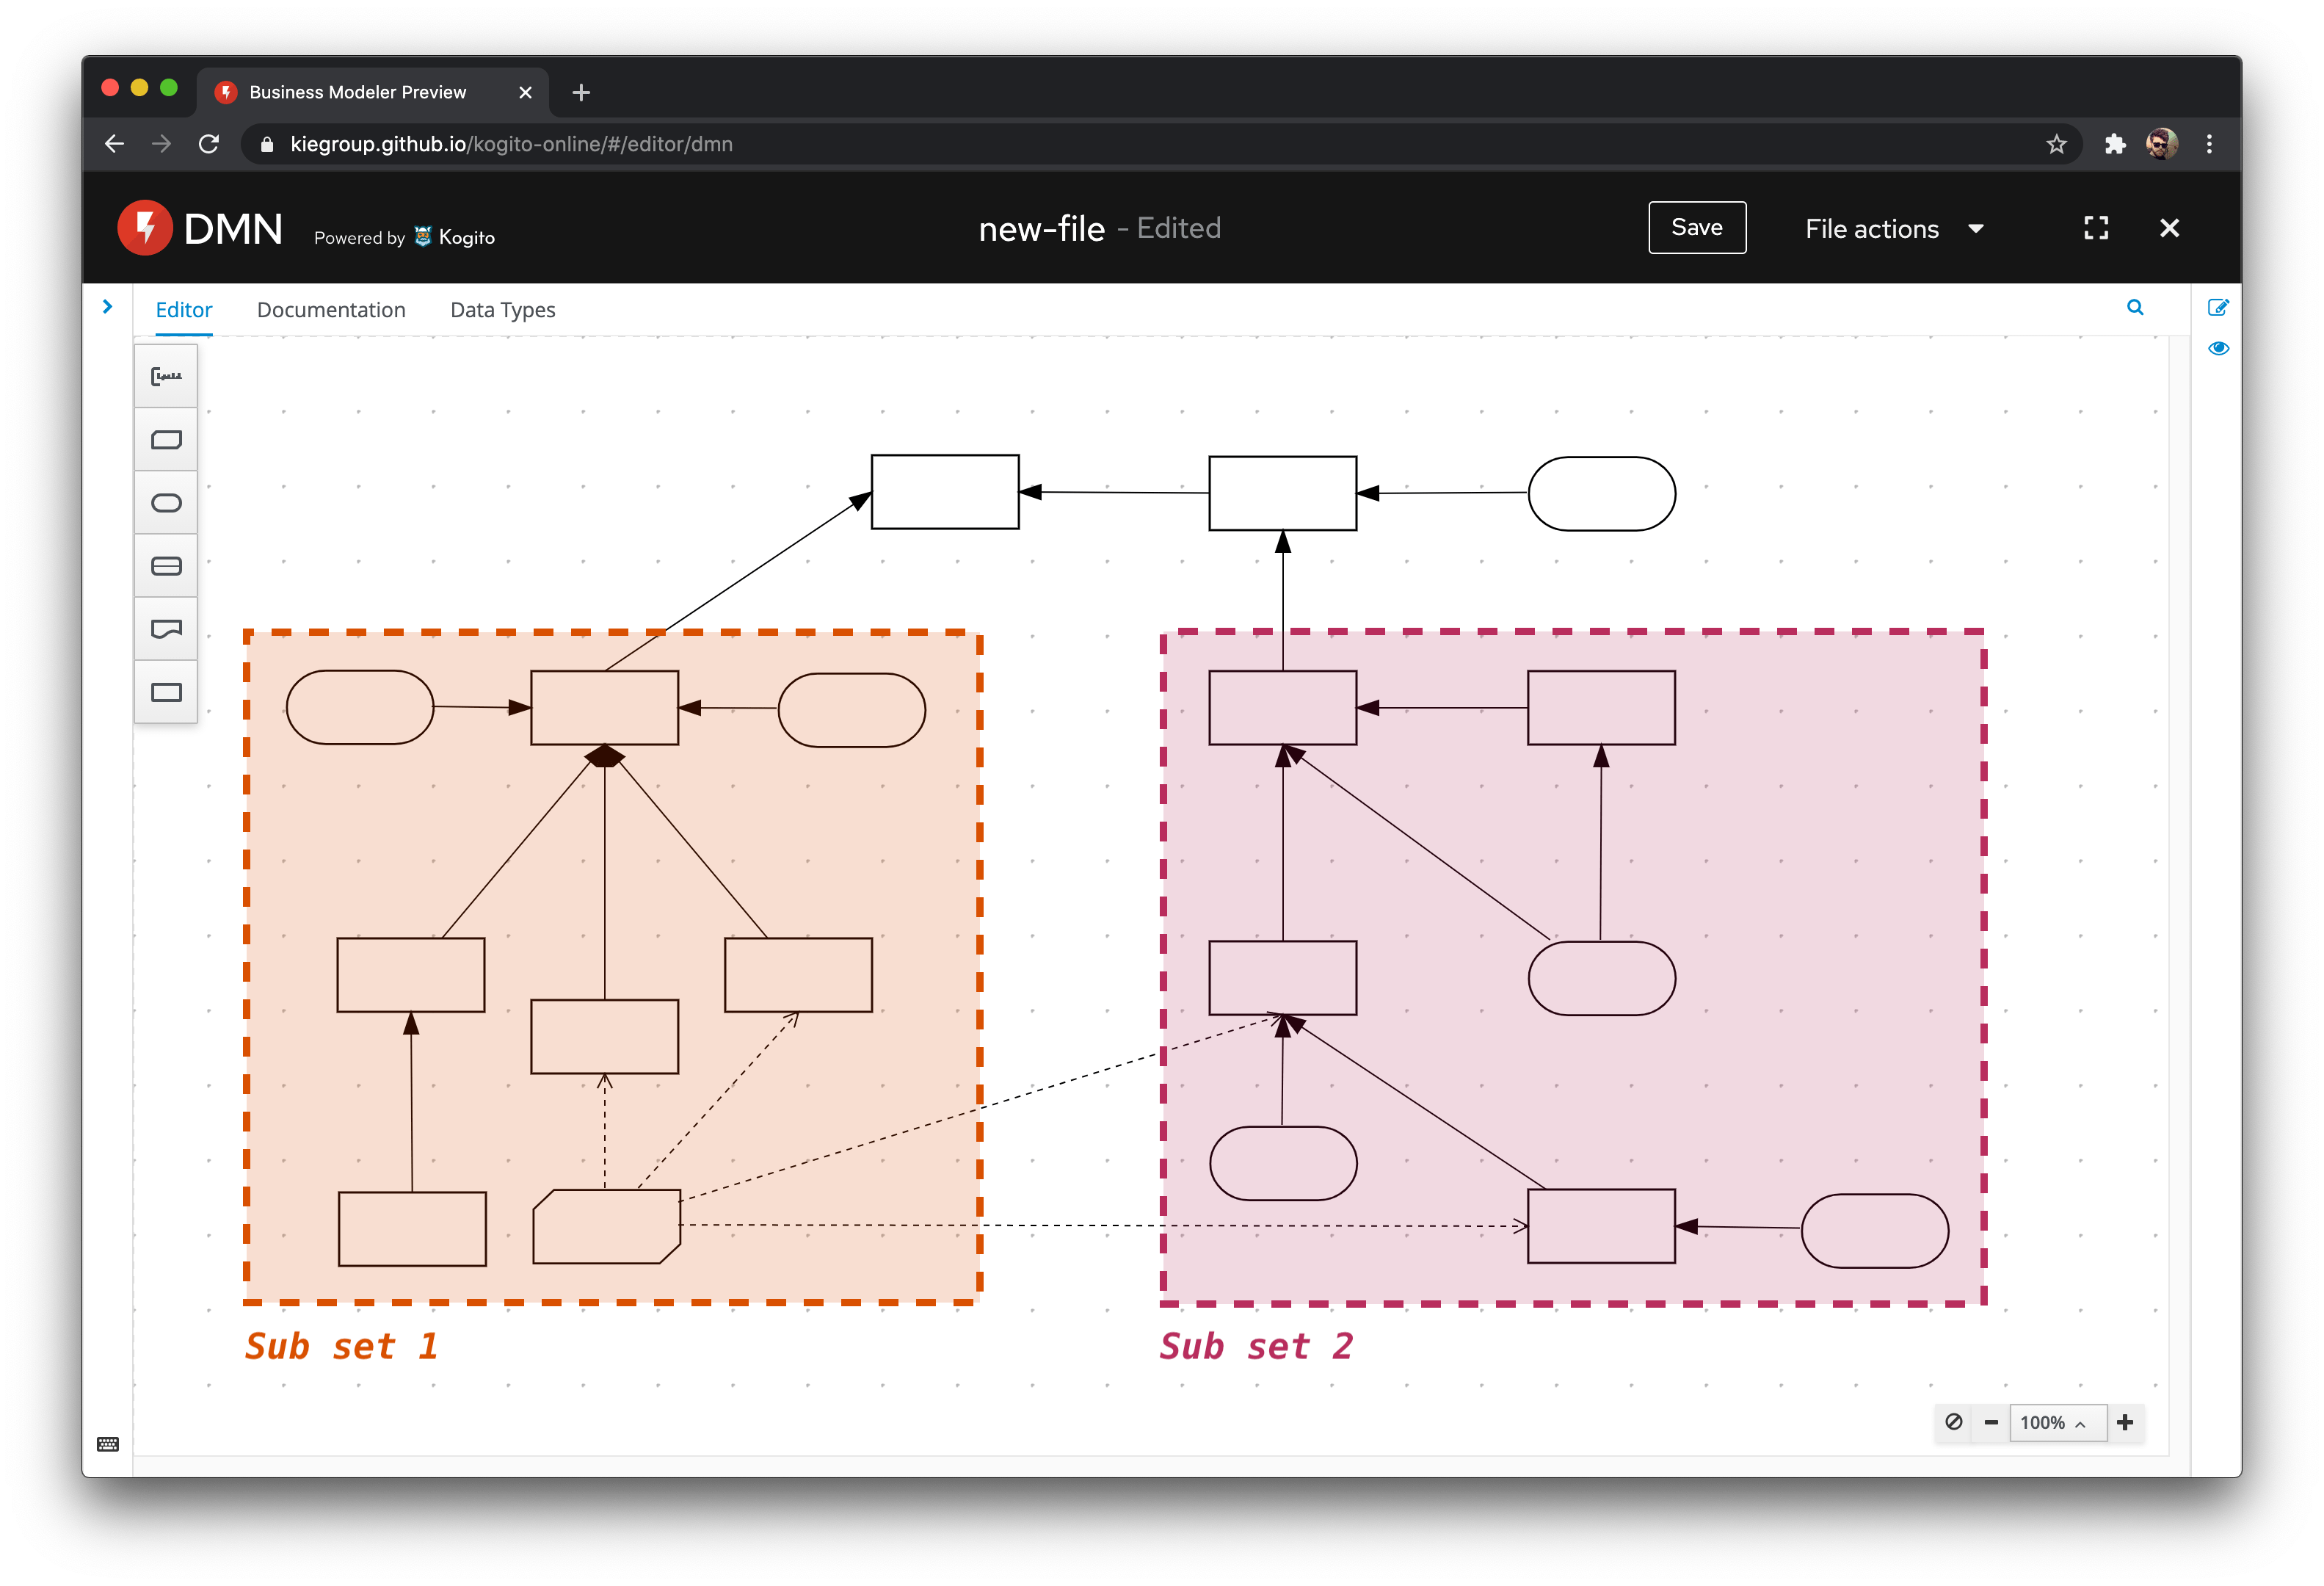 Business Modeler Preview
kiegroup.github.io/kogito-online/#/editor/dmn
DMN Powered by Kogito new-file - Edited Save File actions
Editor Documentation Data Types
Sub set 1 Sub set 2
100%